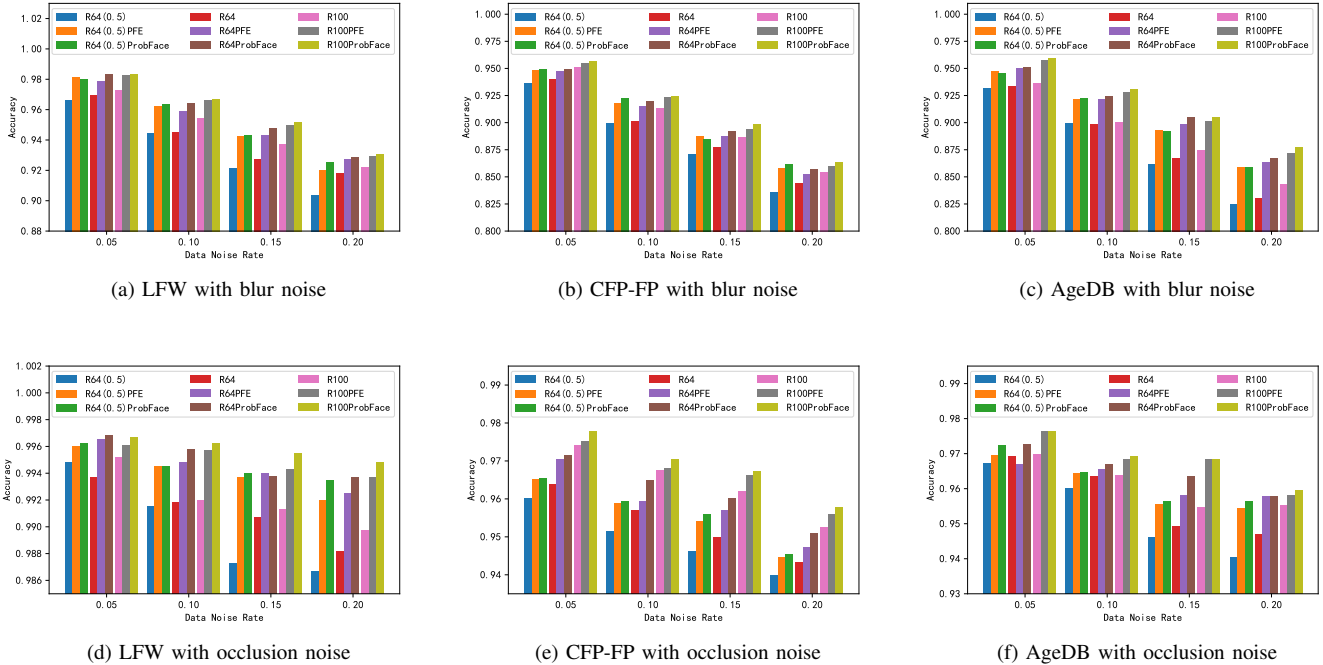 1.02
1.00
0.98
0.96
0.94
0.92
0.90
0.88
Accuracy
R64(0.5) R64 R100
R64(0.5)PFE R64PFE R100PFE
R64(0.5)ProbFace R64ProbFace R100ProbFace
0.05 0.10 0.15 0.20
Data Noise Rate
(a) LFW with blur noise
1.000
0.975
0.950
0.925
0.900
0.875
0.850
0.825
0.800
Accuracy
R64(0.5) R64 R100
R64(0.5)PFE R64PFE R100PFE
R64(0.5)ProbFace R64ProbFace R100ProbFace
0.05 0.10 0.15 0.20
Data Noise Rate
(b) CFP-FP with blur noise
1.000
0.975
0.950
0.925
0.900
0.875
0.850
0.825
0.800
Accuracy
R64(0.5) R64 R100
R64(0.5)PFE R64PFE R100PFE
R64(0.5)ProbFace R64ProbFace R100ProbFace
0.05 0.10 0.15 0.20
Data Noise Rate
(c) AgeDB with blur noise
1.002
1.000
0.998
0.996
0.994
0.992
0.990
0.988
0.986
Accuracy
R64(0.5) R64 R100
R64(0.5)PFE R64PFE R100PFE
R64(0.5)ProbFace R64ProbFace R100ProbFace
0.05 0.10 0.15 0.20
Data Noise Rate
(d) LFW with occlusion noise
0.99
0.98
0.97
0.96
0.95
0.94
Accuracy
R64(0.5) R64 R100
R64(0.5)PFE R64PFE R100PFE
R64(0.5)ProbFace R64ProbFace R100ProbFace
0.05 0.10 0.15 0.20
Data Noise Rate
(e) CFP-FP with occlusion noise
0.99
0.98
0.97
0.96
0.95
0.94
0.93
Accuracy
R64(0.5) R64 R100
R64(0.5)PFE R64PFE R100PFE
R64(0.5)ProbFace R64ProbFace R100ProbFace
0.05 0.10 0.15 0.20
Data Noise Rate
(f) AgeDB with occlusion noise